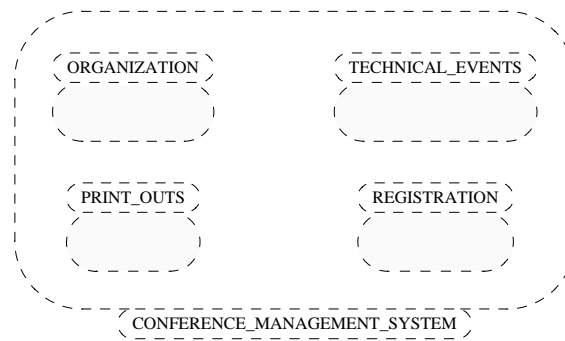 ORGANIZATION
TECHNICAL_EVENTS
PRINT_OUTS
REGISTRATION
CONFERENCE_MANAGEMENT_SYSTEM